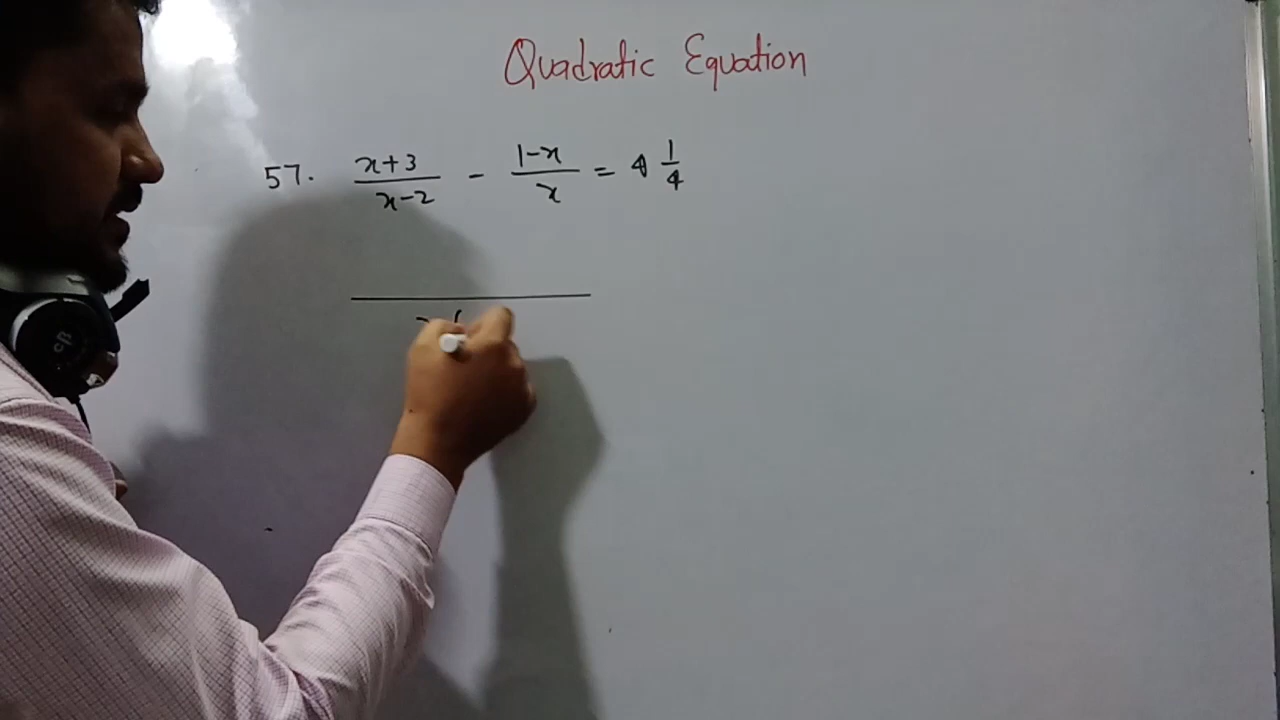 Quadratic Equation
57. (x+3)/(x-2) - (1-x)/x = 4 1/4
x(